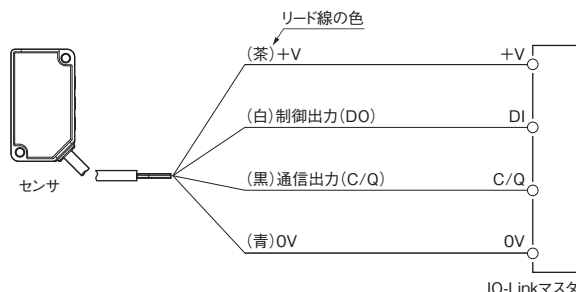 リード線の色
(茶)+V
+V
(白)制御出力(DO)
DI
(黒)通信出力(C/Q)
C/Q
(青)0V
0V
センサ
IO-Linkマスタ